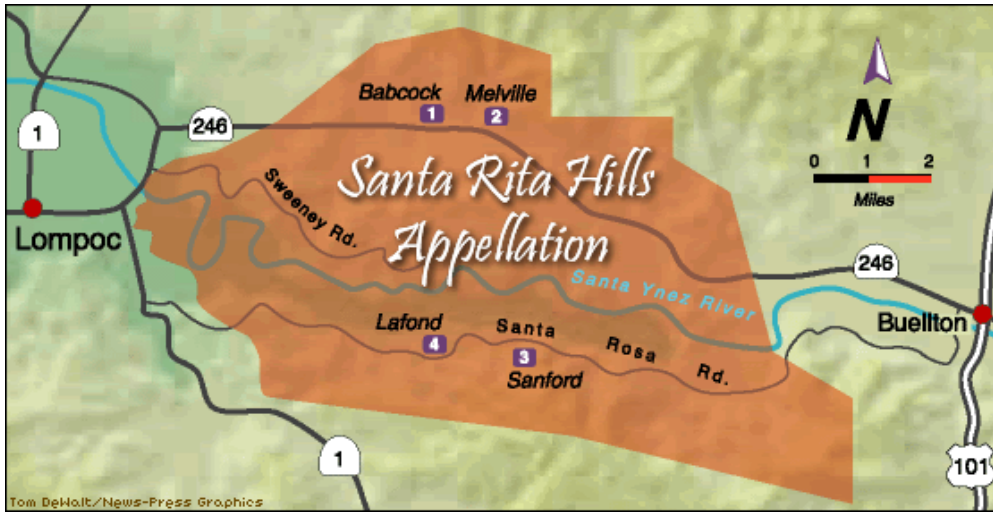 Babcock Melville
1 2
1
246
N
0 1 2
Miles
Santa Rita Hills
Appellation
Sweeney Rd.
Lompoc
246
Santa Ynez River
Buellton
Lafond
4
Santa Rosa Rd.
3
Sanford
1
101
Tom DeWalt/News-Press Graphics